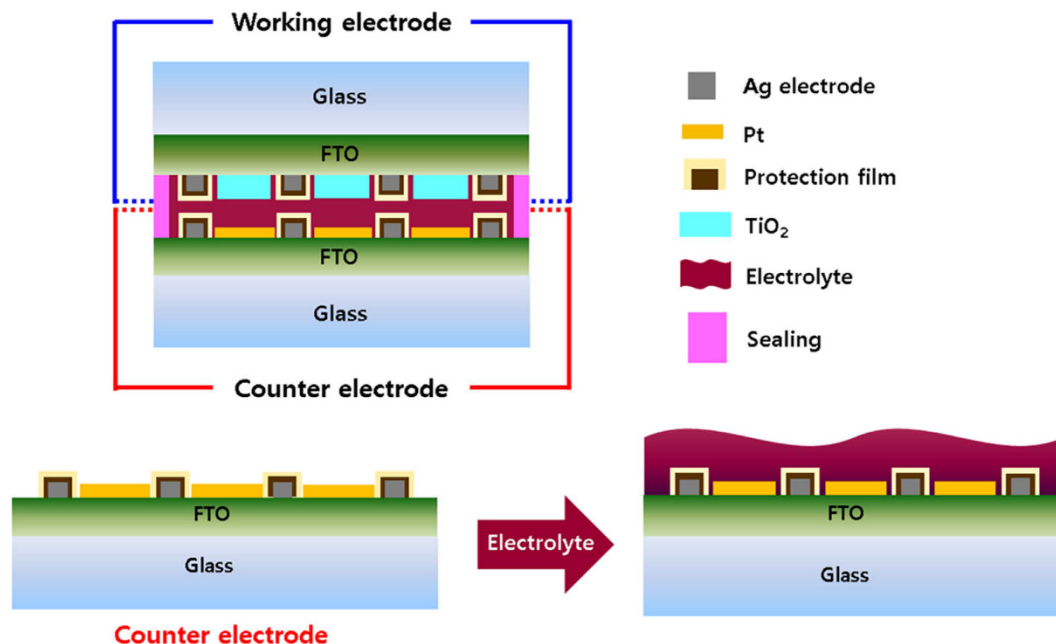 Working electrode
Glass
FTO
FTO
Glass
Counter electrode
Ag electrode
Pt
Protection film
TiO₂
Electrolyte
Sealing
FTO
Glass
Counter electrode
Electrolyte
FTO
Glass